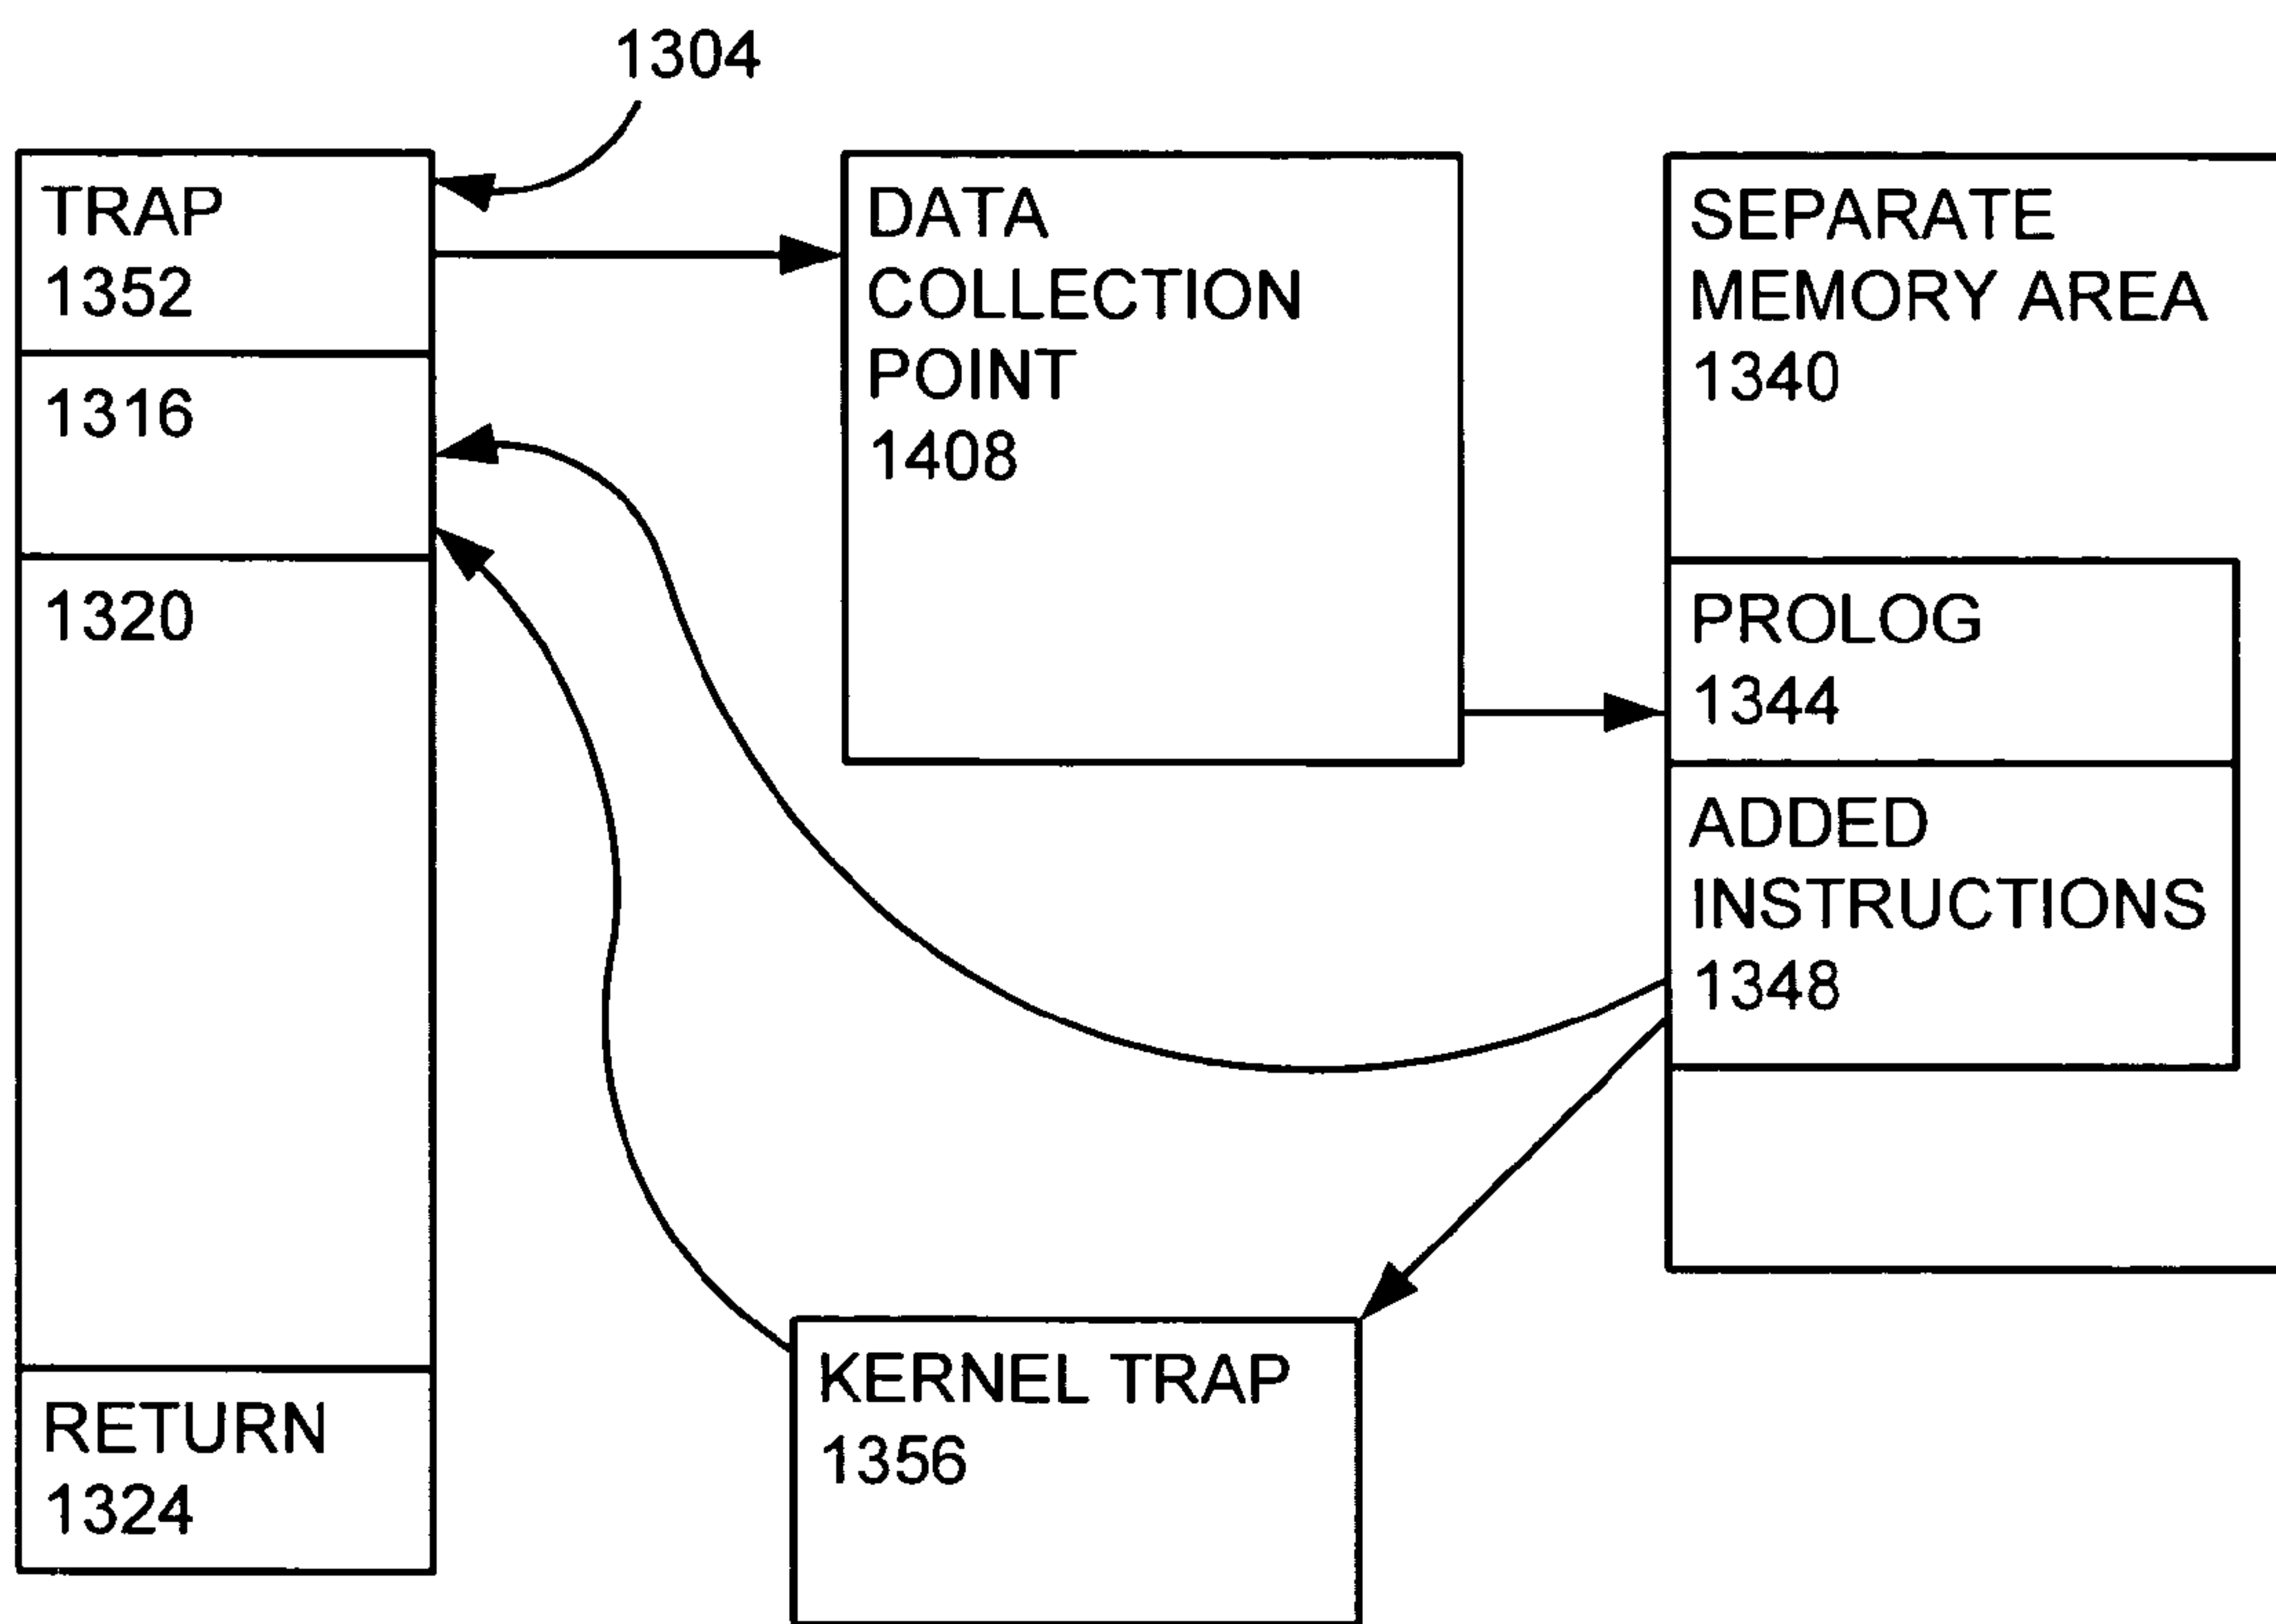 1304
TRAP
1352
1316
1320
RETURN
1324
DATA
COLLECTION
POINT
1408
SEPARATE
MEMORY AREA
1340
PROLOG
1344
ADDED
INSTRUCTIONS
1348
KERNEL TRAP
1356